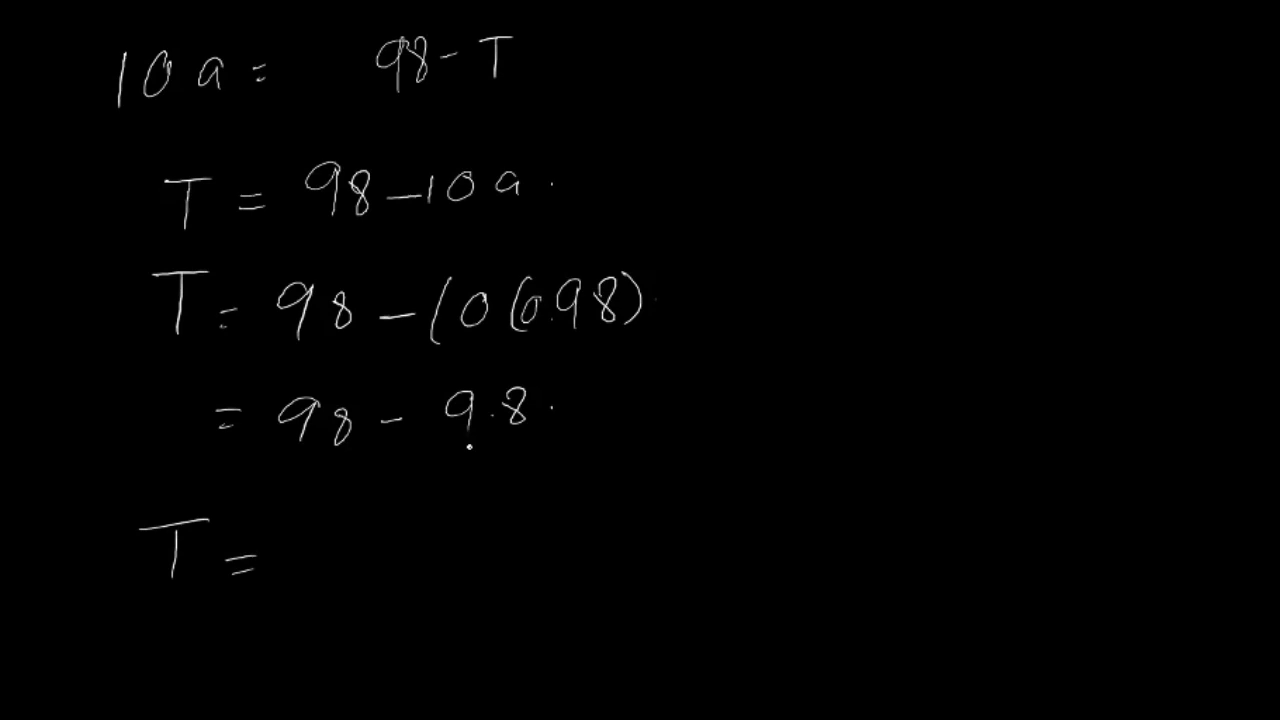 10a = 98 - T
T = 98 - 10a.
T = 98 - 10(0.98)
= 98 - 9.8.
T =